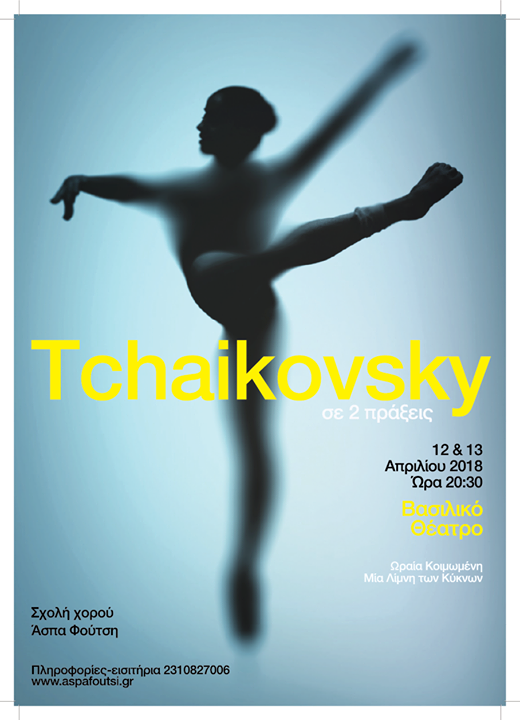 Tchaikovsky
σε 2 πράξεις
12 & 13
Απριλίου 2018
Ώρα 20:30
Βασιλικό
Θέατρο
Ωραία Κοιμωμένη
Μία Λίμνη των Κύκνων
Σχολή χορού
Άσπα Φούτση
Πληροφορίες-εισιτήρια 2310827006
www.aspafoutsi.gr